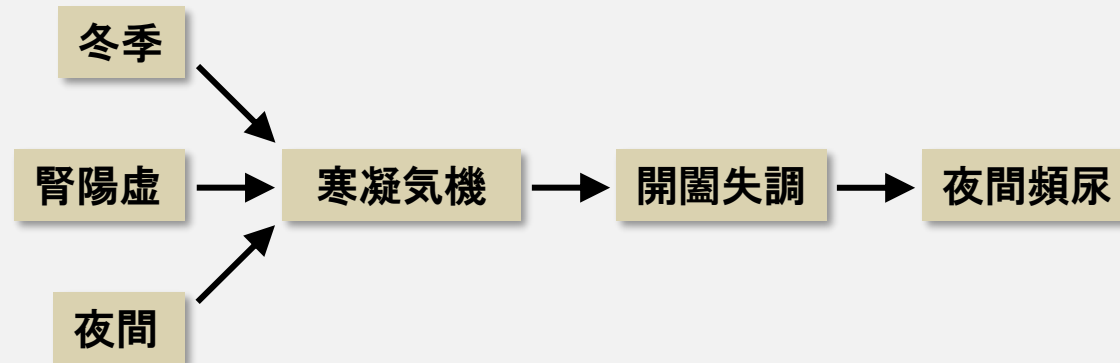 冬季
腎陽虚
寒凝気機
開闔失調
夜間頻尿
夜間